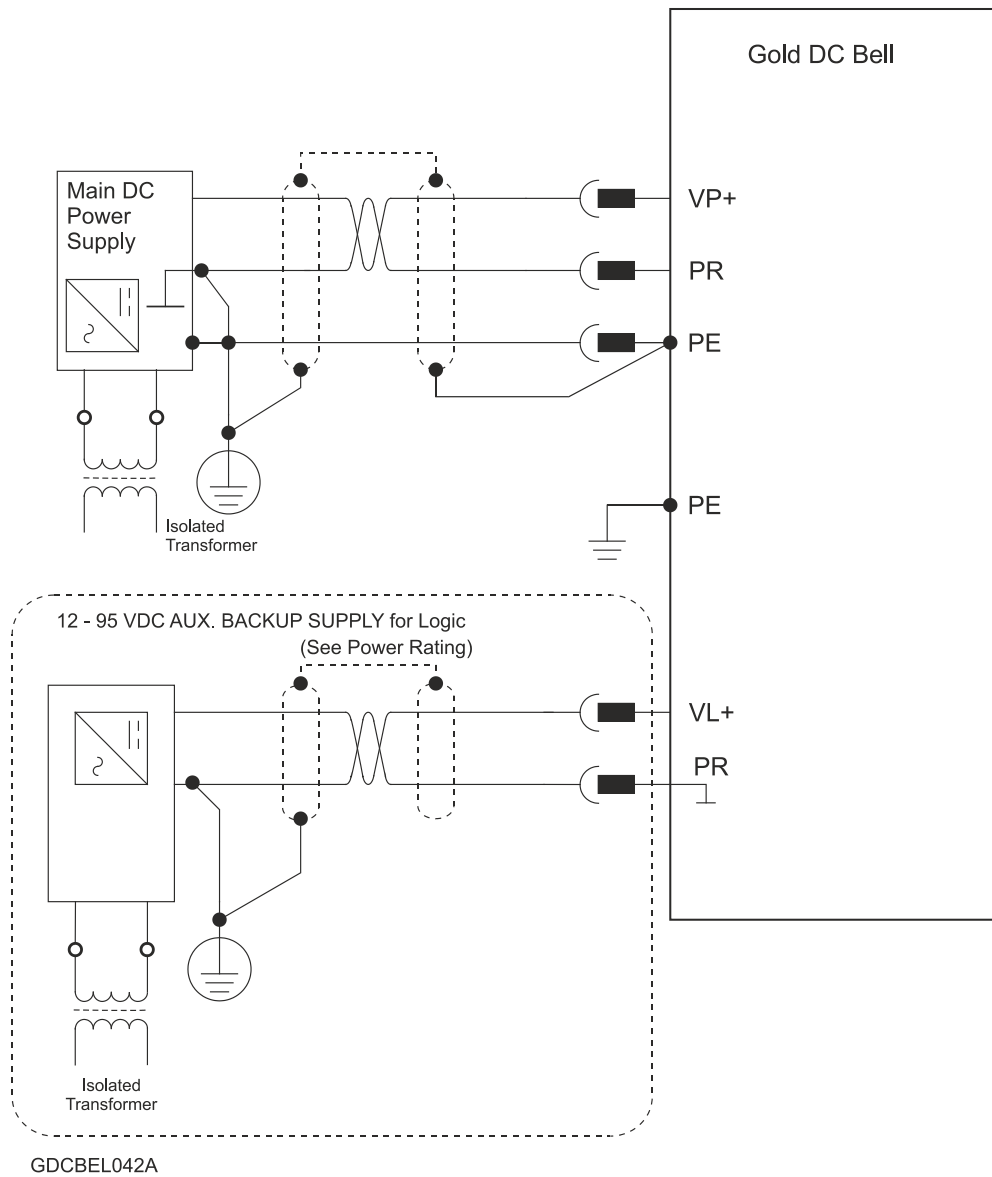 Gold DC Bell
Main DC
Power
Supply
VP+
PR
PE
Isolated
Transformer
PE
12 - 95 VDC AUX. BACKUP SUPPLY for Logic
(See Power Rating)
VL+
PR
Isolated
Transformer
GDCBEL042A